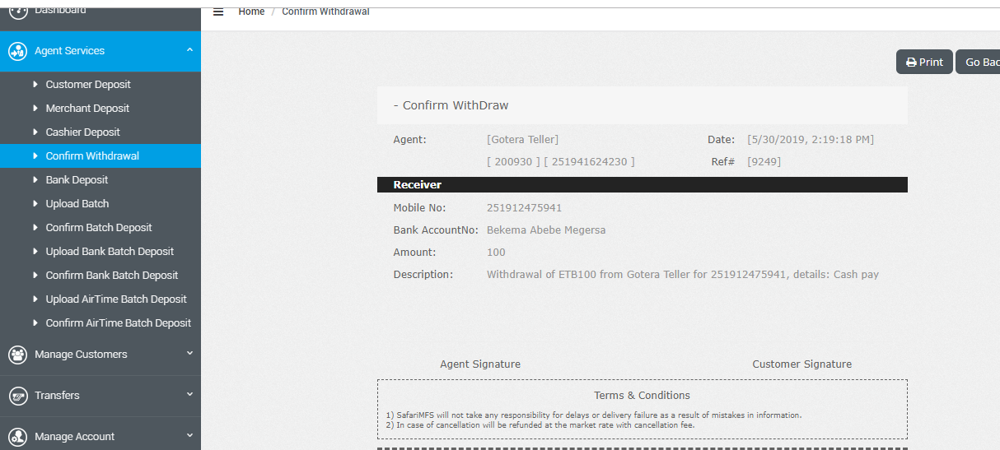 Dashboard
Home / Confirm Withdrawal
Agent Services
Customer Deposit
Merchant Deposit
Cashier Deposit
Confirm Withdrawal
Bank Deposit
Upload Batch
Confirm Batch Deposit
Upload Bank Batch Deposit
Confirm Bank Batch Deposit
Upload AirTime Batch Deposit
Confirm AirTime Batch Deposit
Manage Customers
Transfers
Manage Account
Print Go Bac
- Confirm WithDraw
Agent: [Gotera Teller] Date: [5/30/2019, 2:19:18 PM]
[ 200930 ] [ 251941624230 ] Ref# [9249]
Receiver
Mobile No: 251912475941
Bank AccountNo: Bekema Abebe Megersa
Amount: 100
Description: Withdrawal of ETB100 from Gotera Teller for 251912475941, details: Cash pay
Agent Signature Customer Signature
Terms & Conditions
1) SafariMFS will not take any responsibility for delays or delivery failure as a result of mistakes in information.
2) In case of cancellation will be refunded at the market rate with cancellation fee.